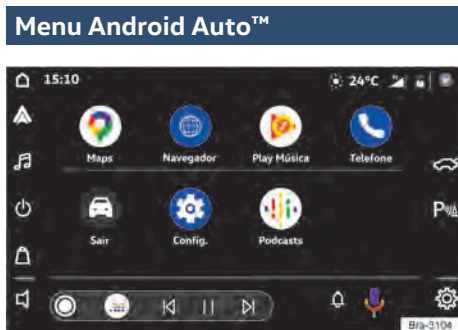 Menu Android Auto™
15:10
24°C
Maps
Navegador
Play Música
Telefone
Sair
Config.
Podcasts
Bra-3104